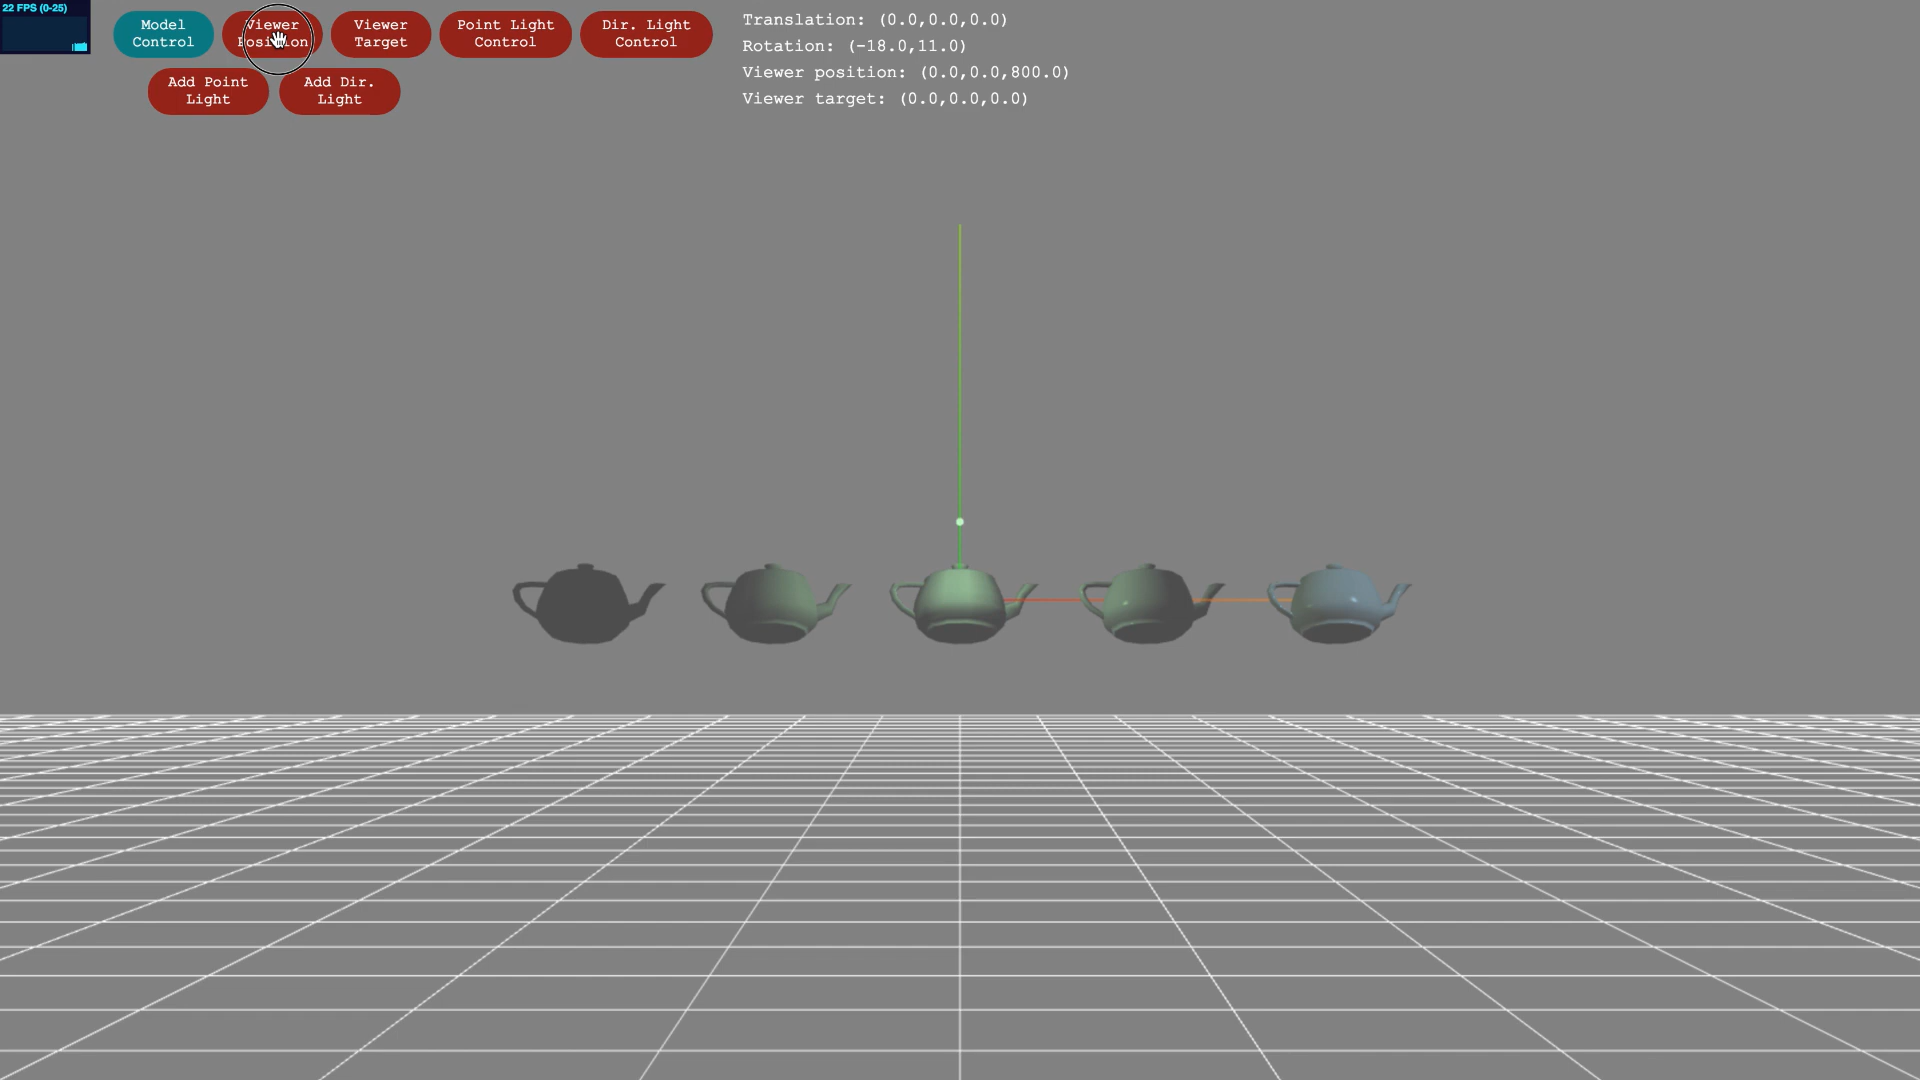 22 FPS (0-25)
Model
Control
Viewer
Position
Viewer
Target
Point Light
Control
Dir. Light
Control
Add Point
Light
Add Dir.
Light
Translation: (0.0,0.0,0.0)
Rotation: (-18.0,11.0)
Viewer position: (0.0,0.0,800.0)
Viewer target: (0.0,0.0,0.0)